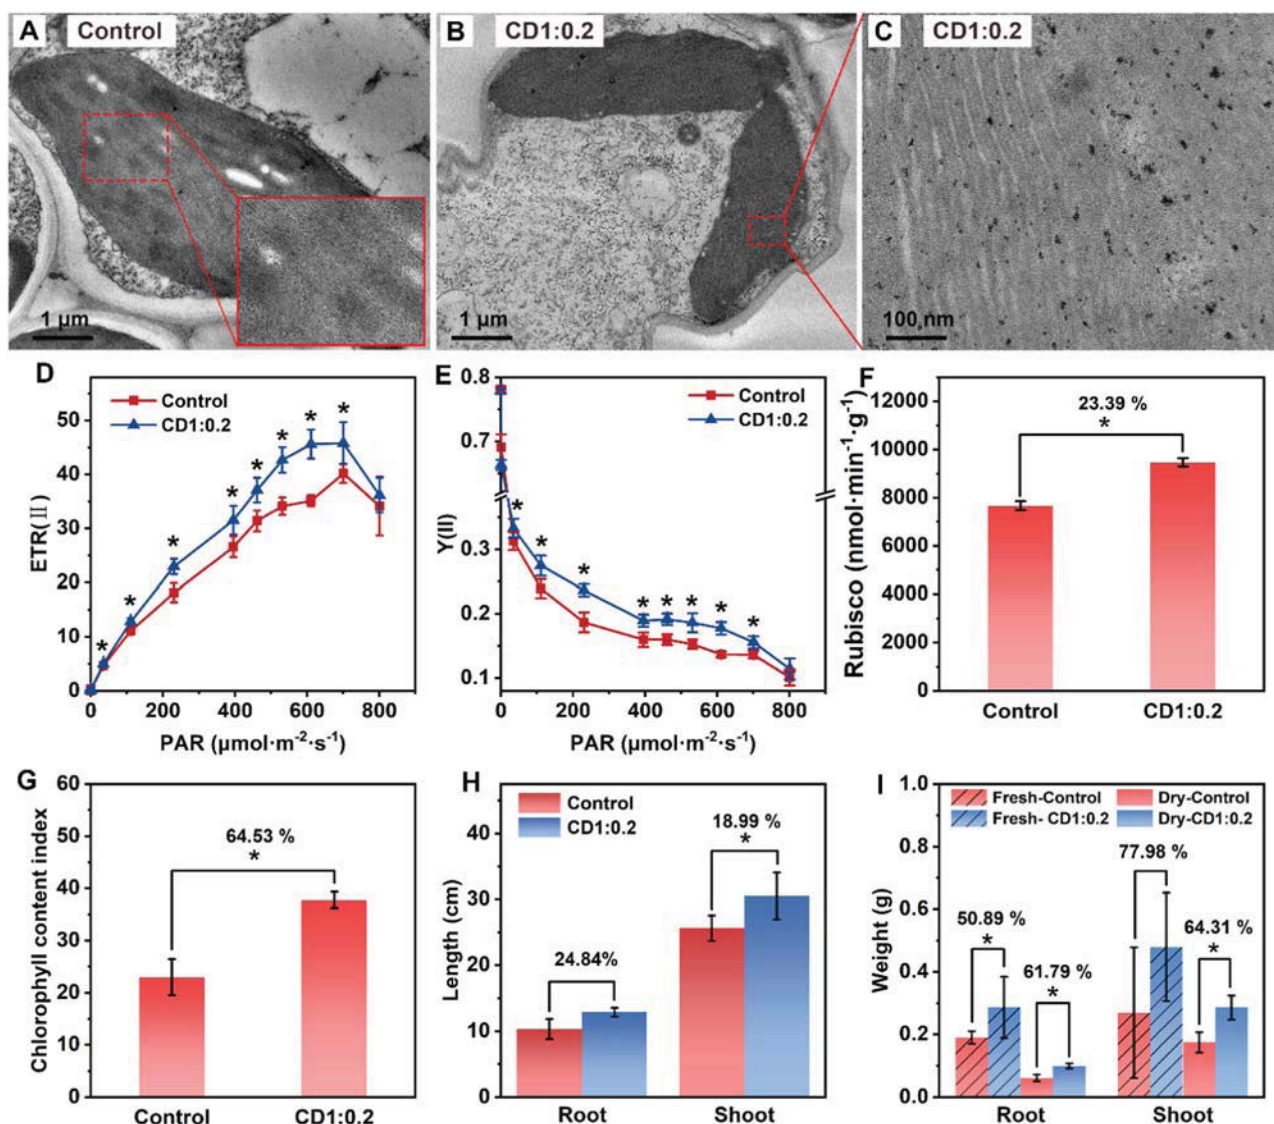 A Control
B CD1:0.2
C CD1:0.2
1 µm
1 µm
100 nm
D
Control
CD1:0.2
*
*
*
*
*
*
*
*
*
50
40
30
20
10
0
ETR(Ⅱ)
0 200 400 600 800
PAR (µmol·m⁻²·s⁻¹)
E
Control
CD1:0.2
*
*
*
*
*
*
*
*
0.8
0.7
0.3
0.2
0.1
Y(II)
0 200 400 600 800
PAR (µmol·m⁻²·s⁻¹)
F
23.39 %
*
12000
10000
8000
6000
4000
2000
0
Rubisco (nmol·min⁻¹·g⁻¹)
Control CD1:0.2
G
64.53 %
*
60
50
40
30
20
10
0
Chlorophyll content index
Control CD1:0.2
H
Control
CD1:0.2
18.99 %
*
24.84%
40
30
20
10
0
Length (cm)
Root Shoot
I
Fresh-Control Dry-Control
Fresh- CD1:0.2 Dry-CD1:0.2
77.98 %
50.89 %
*
64.31 %
*
61.79 %
*
1.0
0.8
0.6
0.4
0.2
0.0
Weight (g)
Root Shoot